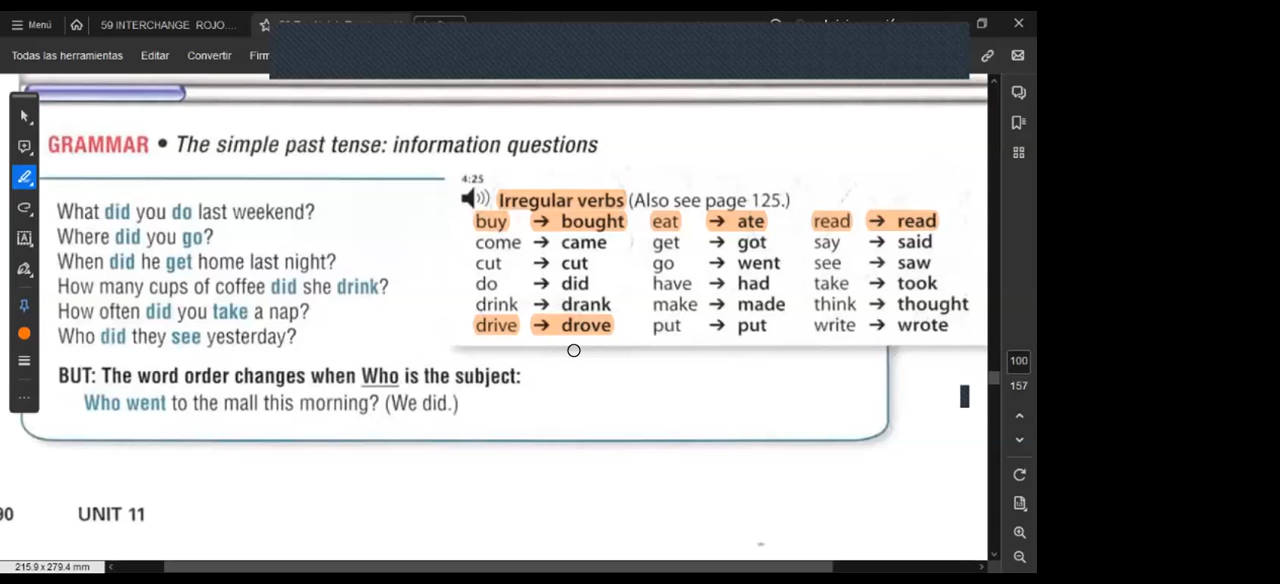 Menú
59 INTERCHANGE ROJO....
Todas las herramientas Editar Convertir Firm
GRAMMAR • The simple past tense: information questions
What did you do last weekend?
Where did you go?
When did he get home last night?
How many cups of coffee did she drink?
How often did you take a nap?
Who did they see yesterday?
4:25
Irregular verbs (Also see page 125.)
buy → bought eat → ate read → read
come → came get → got say → said
cut → cut go → went see → saw
do → did have → had take → took
drink → drank make → made think → thought
drive → drove put → put write → wrote
BUT: The word order changes when Who is the subject:
Who went to the mall this morning? (We did.)
90 UNIT 11
100
157
215.9 x 279.4 mm